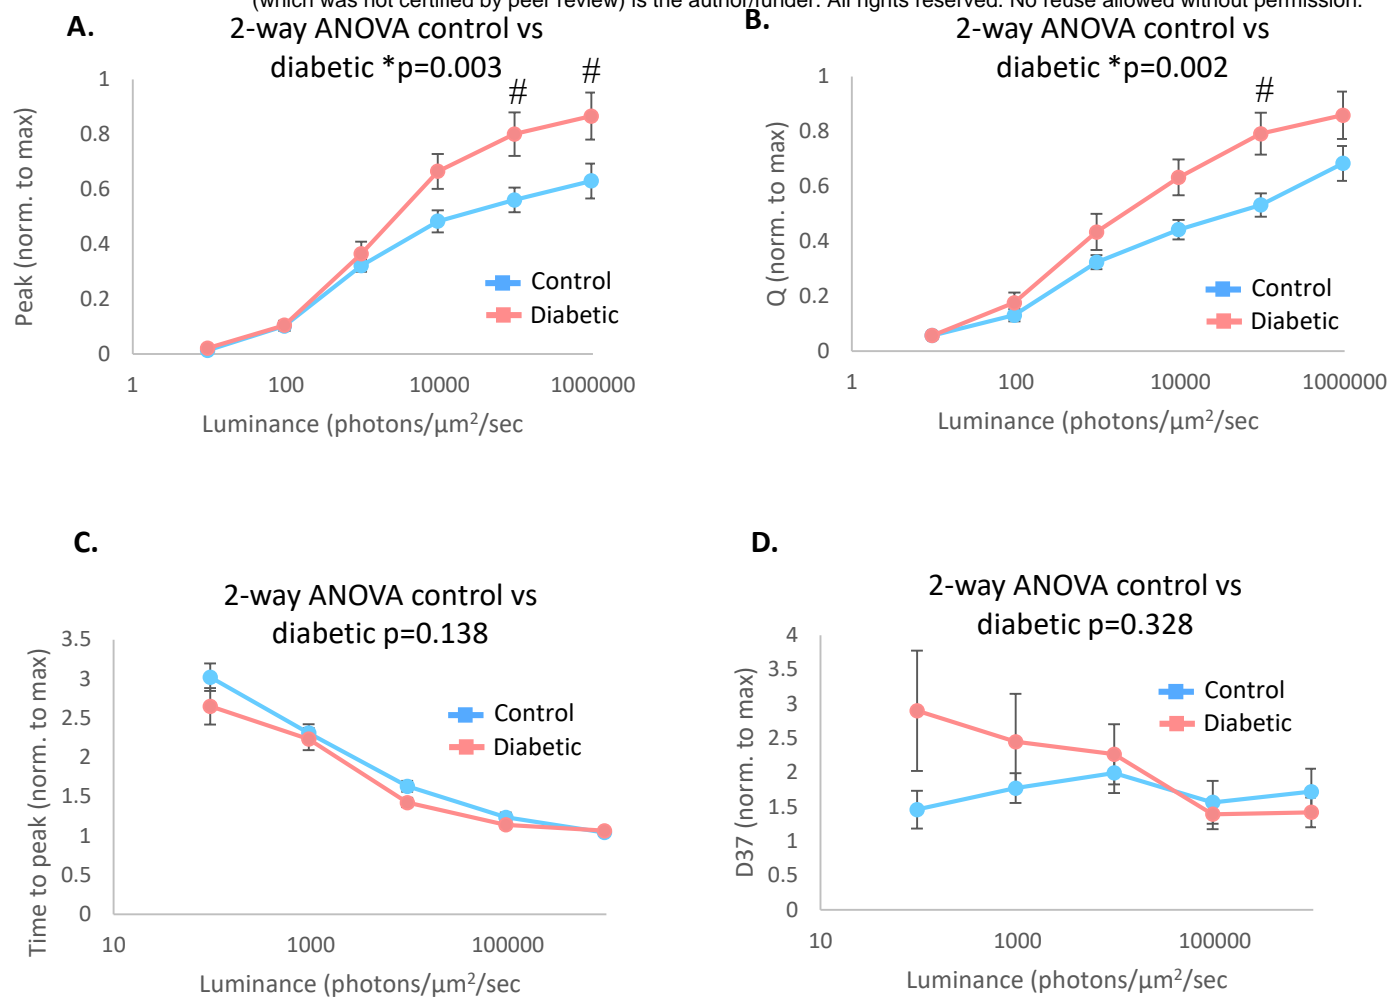 (which was not certified by peer review) is the author/funder. All rights reserved. No reuse allowed without permission.
A.
2-way ANOVA control vs
diabetic *p=0.003
#
#
Peak (norm. to max)
1
0.8
0.6
0.4
0.2
0
Control
Diabetic
1
100
10000
1000000
Luminance (photons/µm²/sec
B.
2-way ANOVA control vs
diabetic *p=0.002
#
Q (norm. to max)
1
0.8
0.6
0.4
0.2
0
Control
Diabetic
1
100
10000
1000000
Luminance (photons/µm²/sec
C.
2-way ANOVA control vs
diabetic p=0.138
Time to peak (norm. to max)
3.5
3
2.5
2
1.5
1
0.5
0
Control
Diabetic
10
1000
100000
Luminance (photons/µm²/sec
D.
2-way ANOVA control vs
diabetic p=0.328
D37 (norm. to max)
4
3.5
3
2.5
2
1.5
1
0.5
0
Control
Diabetic
10
1000
100000
Luminance (photons/µm²/sec